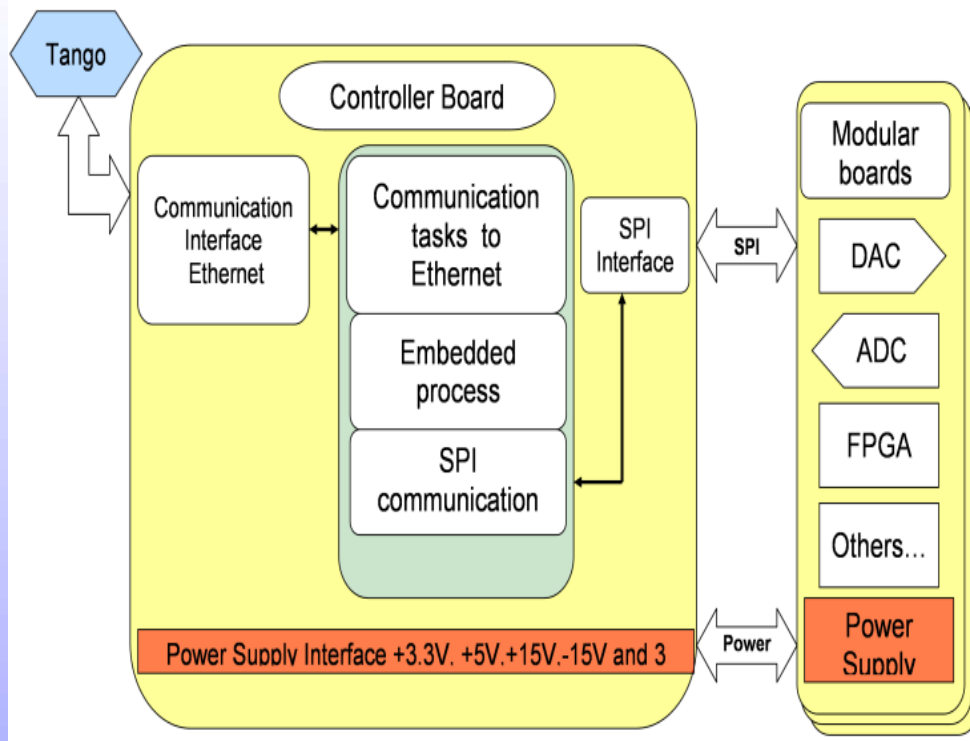 Tango
Controller Board
Communication
Interface
Ethernet
Communication
tasks to
Ethernet
Embedded
process
SPI
communication
SPI
Interface
SPI
Modular
boards
DAC
ADC
FPGA
Others…
Power Supply Interface +3.3V, +5V,+15V,-15V and 3
Power
Power
Supply